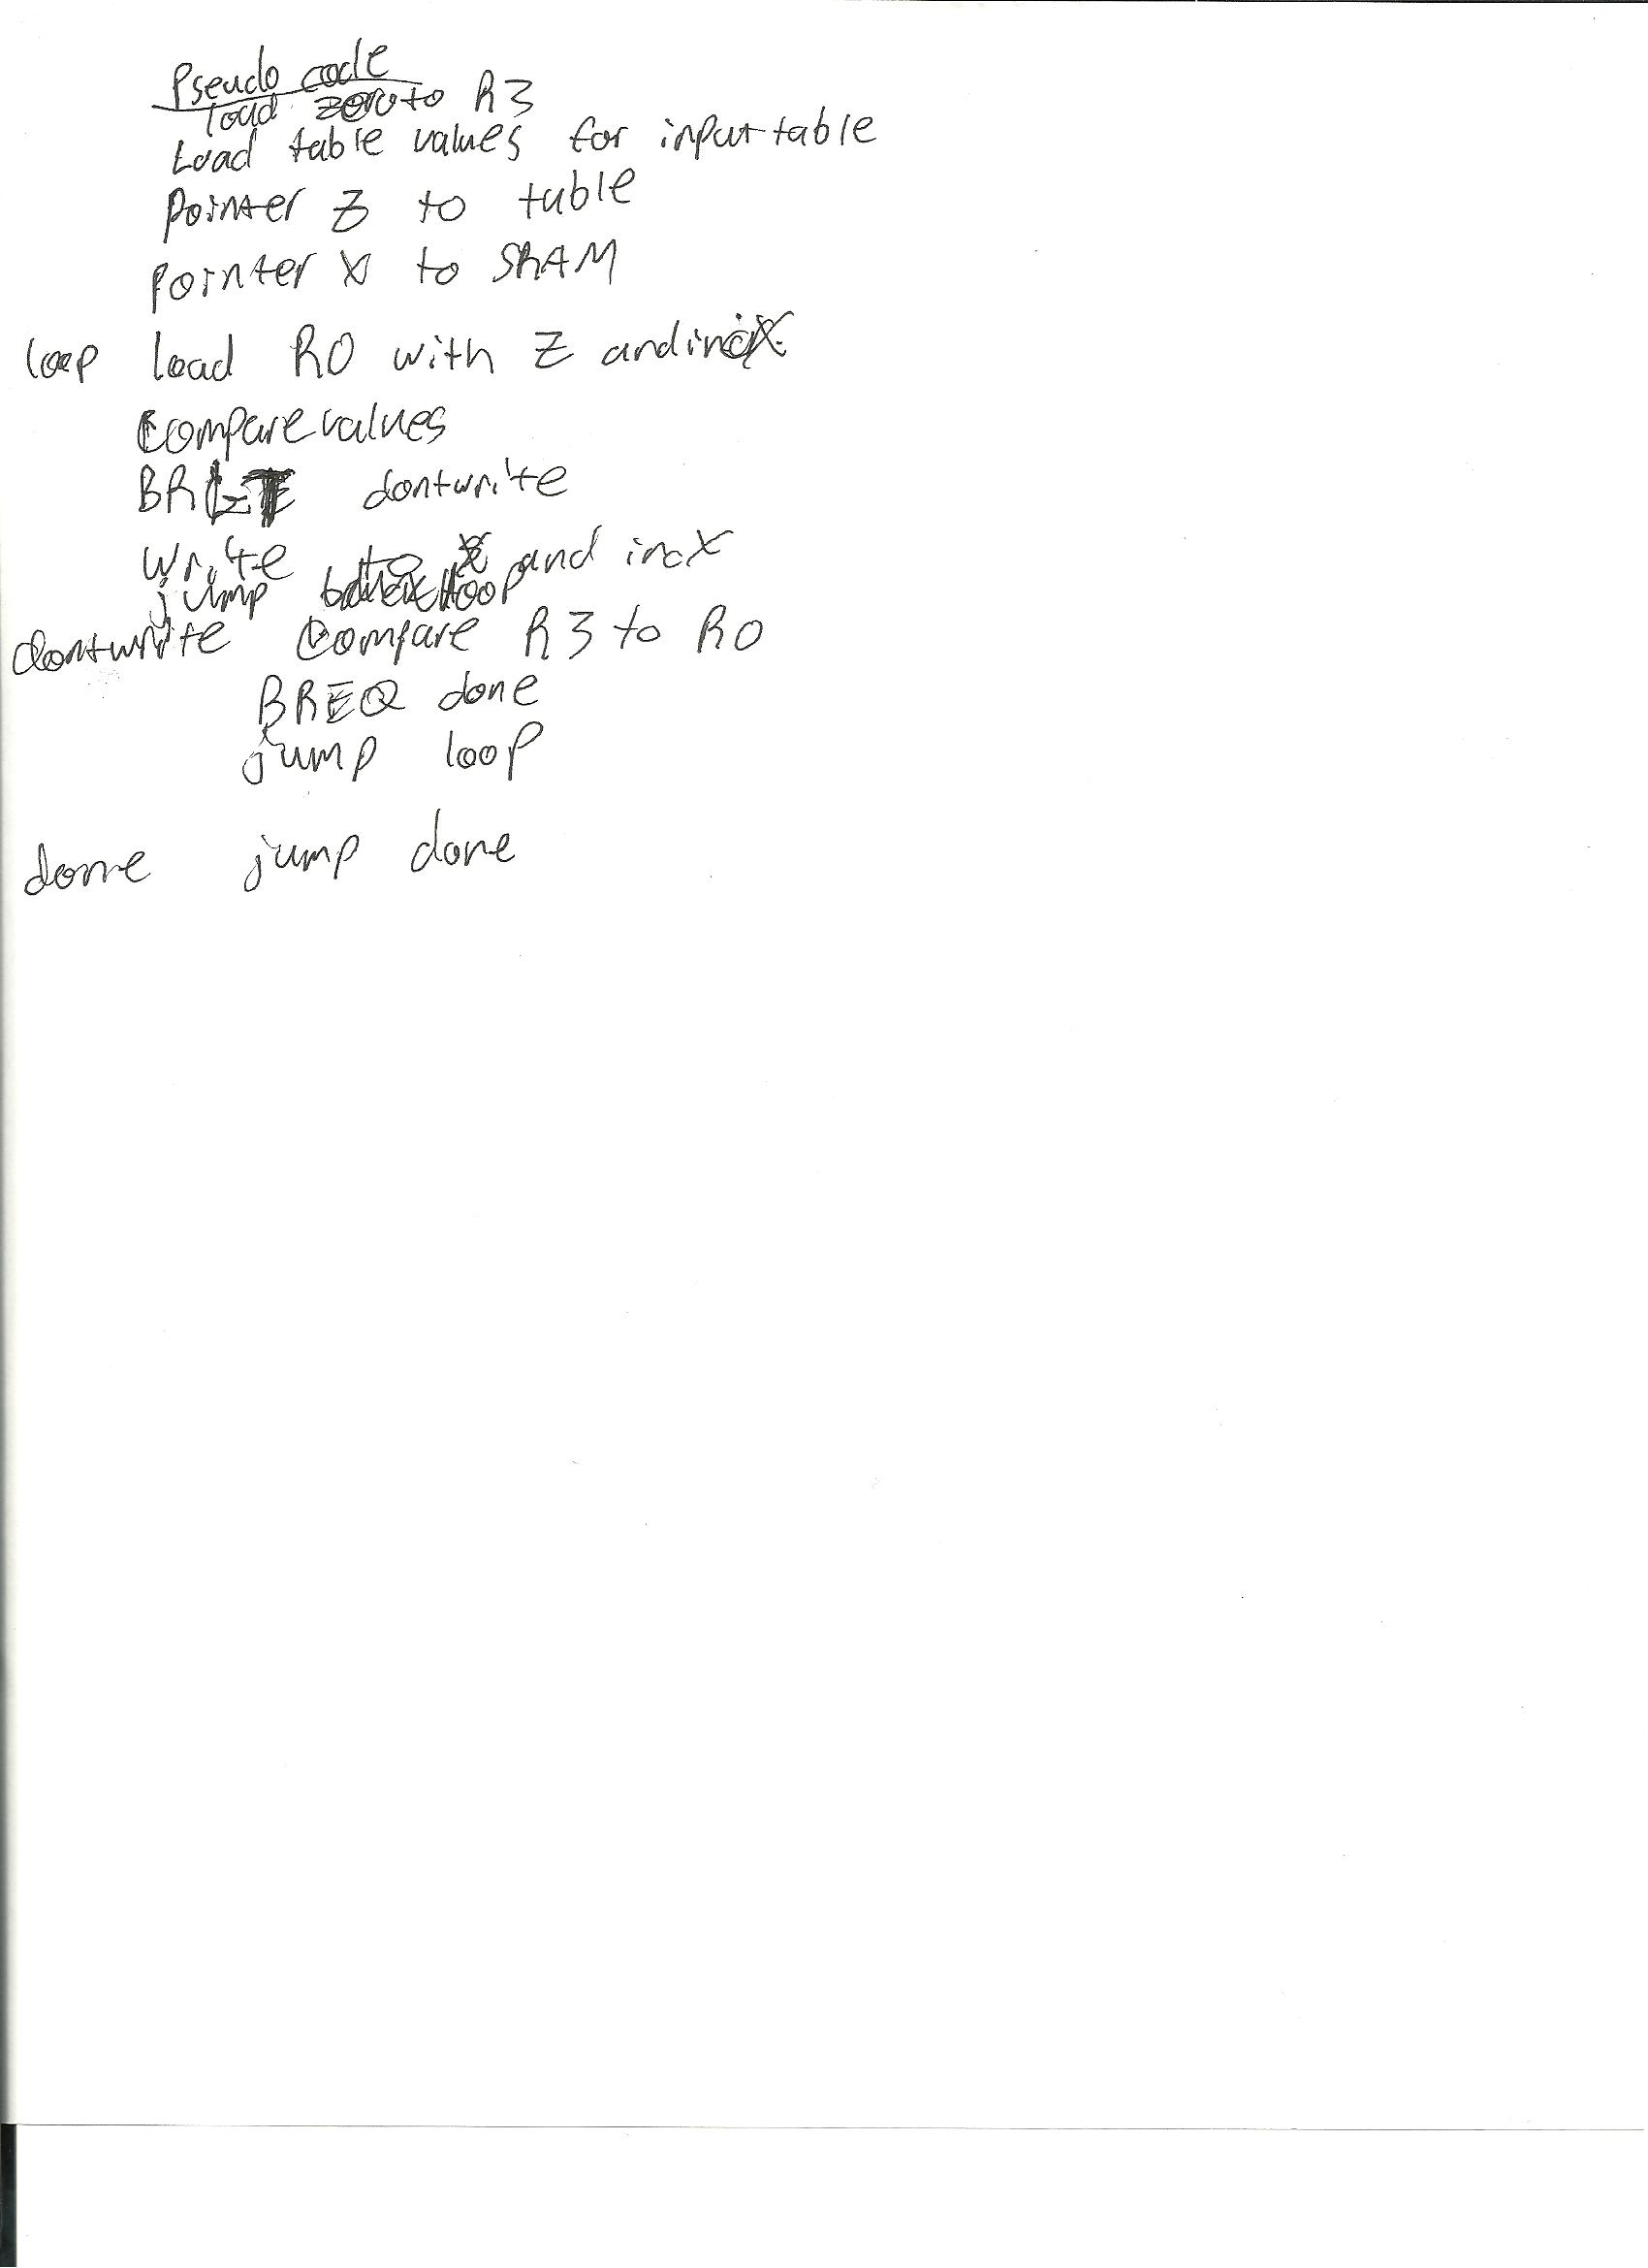 Pseudo code
load zero to R3
Load table values for input table
Pointer Z to table
Pointer X to SRAM
loop load R0 with Z and inc
Compare values
dontwrite
write to X and incX
jump back loop
dontwrite Compare R3 to R0
BREQ done
jump loop
done jump done